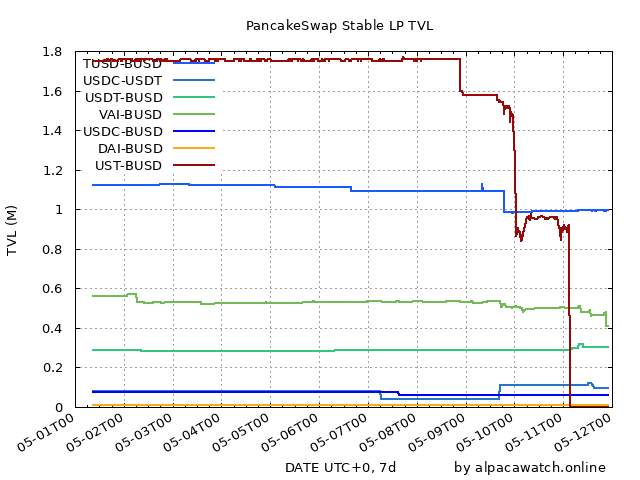 PancakeSwap Stable LP TVL
1.8
1.6
1.4
1.2
1
0.8
0.6
0.4
0.2
0
TVL (M)
TUSD-BUSD
USDC-USDT
USDT-BUSD
VAI-BUSD
USDC-BUSD
DAI-BUSD
UST-BUSD
05-01T00
05-02T00
05-03T00
05-04T00
05-05T00
05-06T00
05-07T00
05-08T00
05-09T00
05-10T00
05-11T00
05-12T00
DATE UTC+0, 7d
by alpacawatch.online